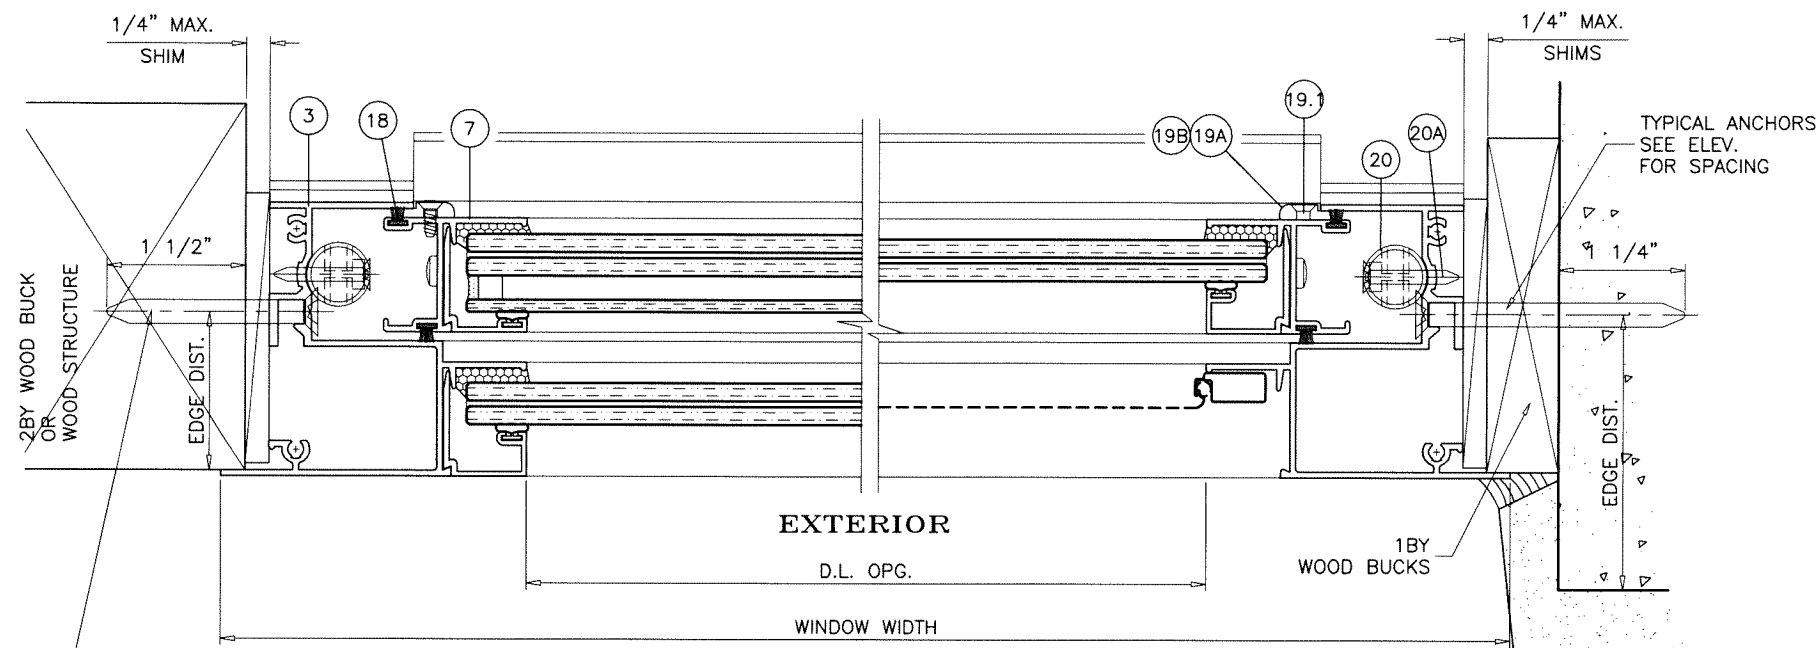 1/4" MAX.
SHIM
1/4" MAX.
SHIMS
3
18
7
19B
19A
19.1
20
20A
TYPICAL ANCHORS
SEE ELEV.
FOR SPACING
1 1/2"
1 1/4"
2BY WOOD BUCK
OR
WOOD STRUCTURE
EDGE DIST.
EDGE DIST.
EXTERIOR
1BY
WOOD BUCKS
D.L. OPG.
WINDOW WIDTH